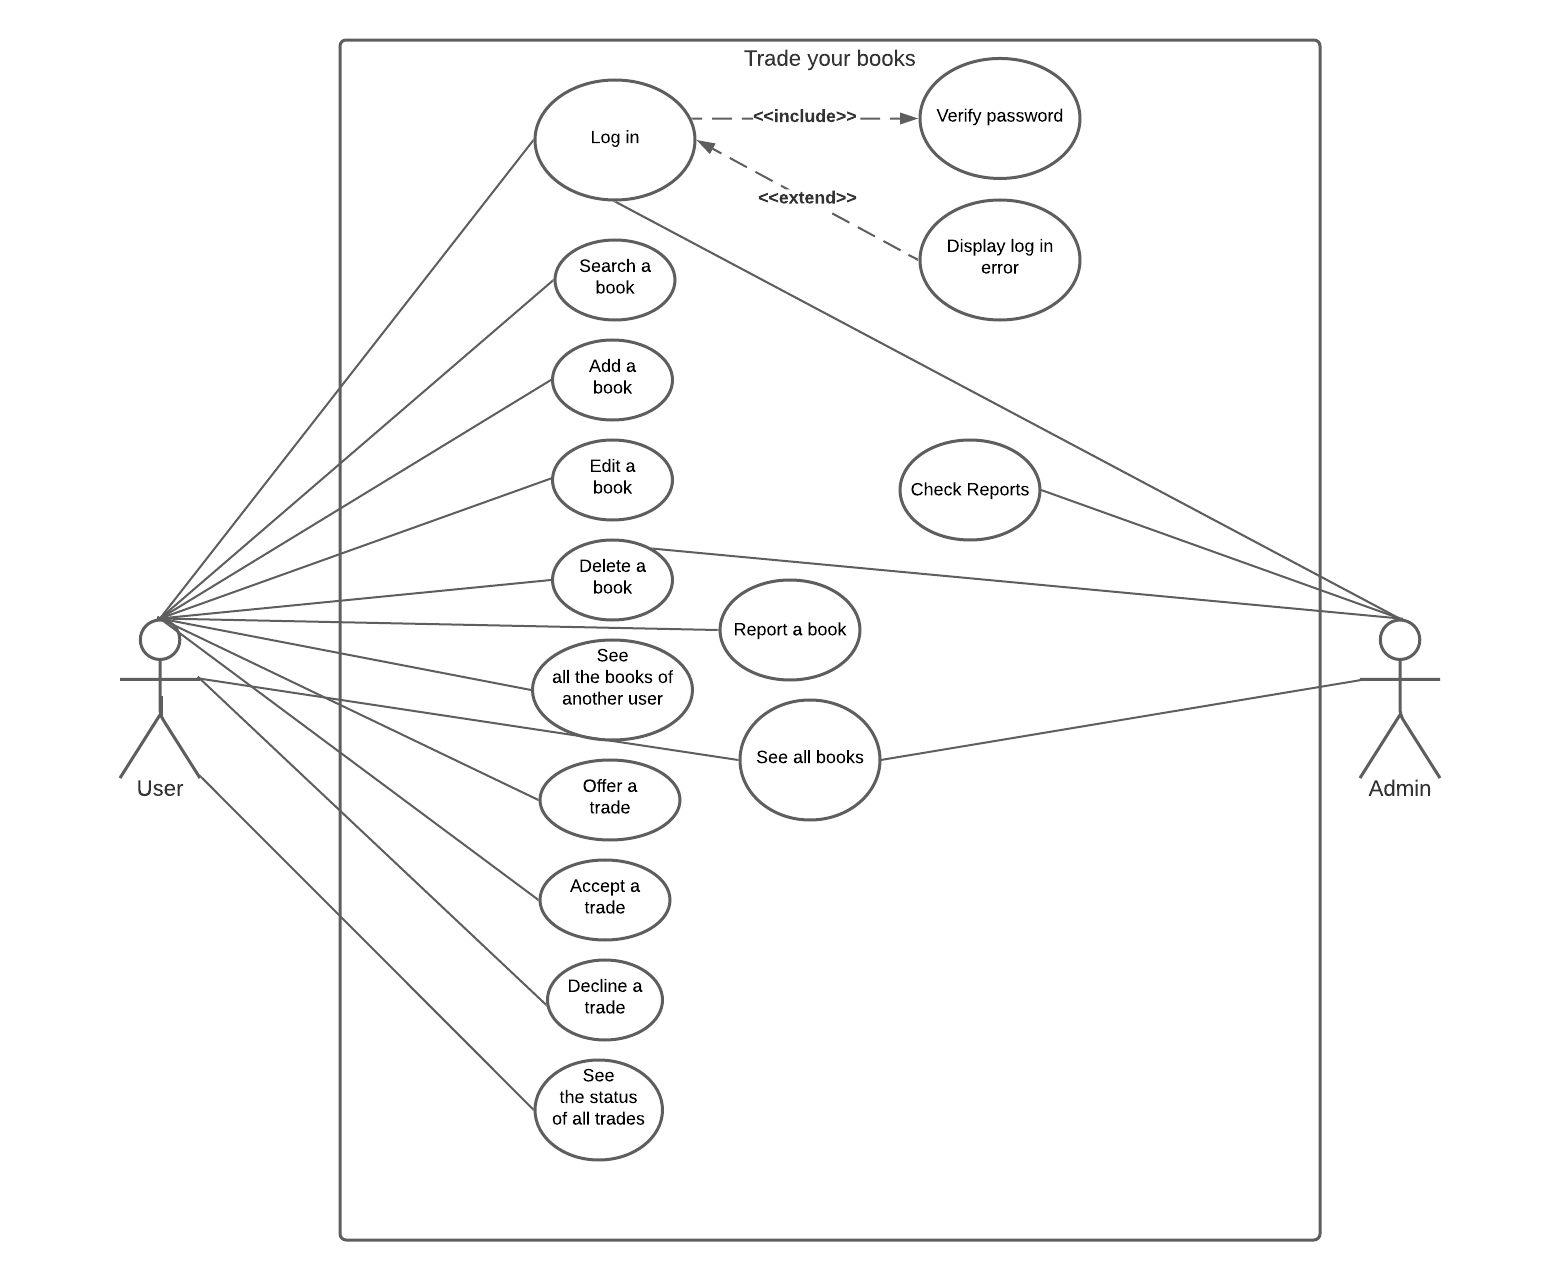 Trade your books
Log in
<<include>>
Verify password
<<extend>>
Display log in
error
Search a
book
Add a
book
Edit a
book
Check Reports
Delete a
book
Report a book
See
all the books of
another user
See all books
User
Admin
Offer a
trade
Accept a
trade
Decline a
trade
See
the status
of all trades